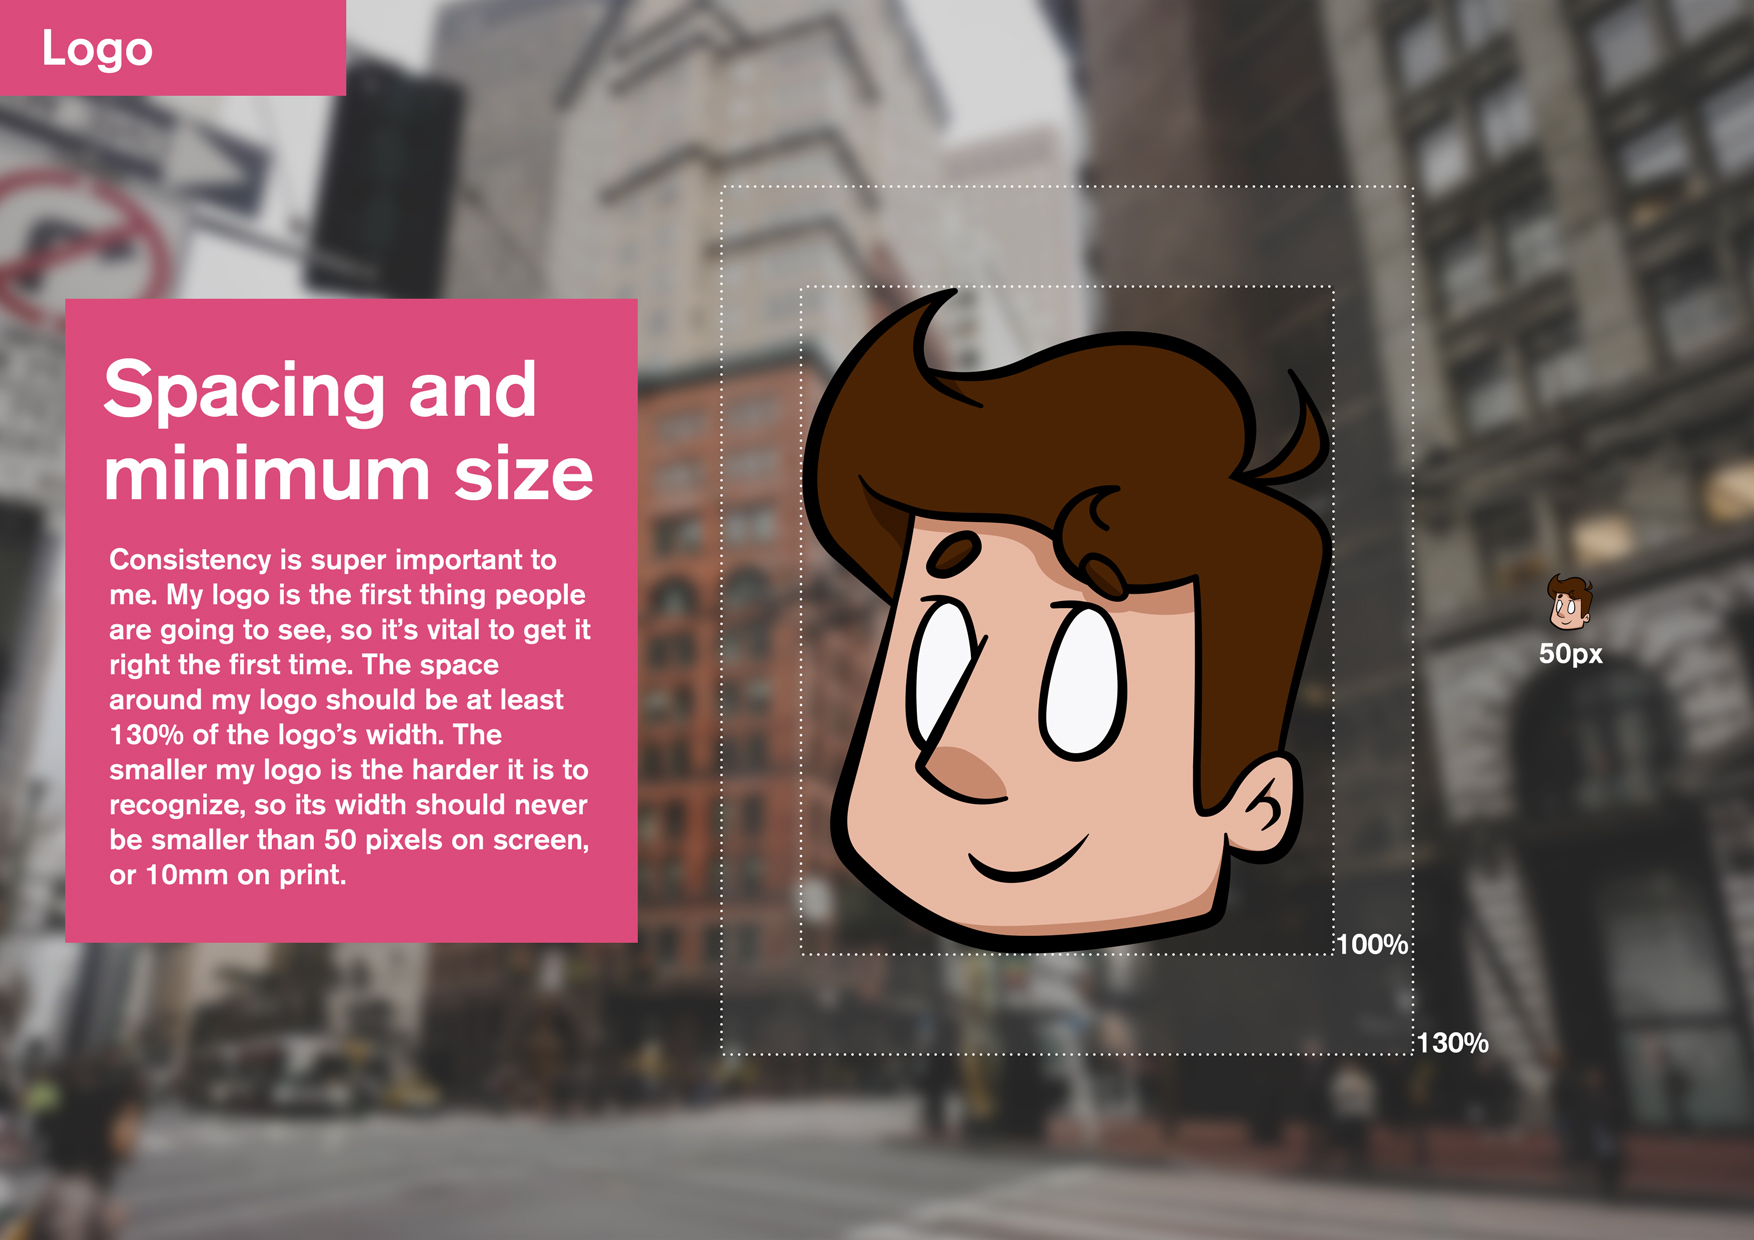 Logo
Spacing and
minimum size
Consistency is super important to
me. My logo is the first thing people
are going to see, so it’s vital to get it
right the first time. The space
around my logo should be at least
130% of the logo’s width. The
smaller my logo is the harder it is to
recognize, so its width should never
be smaller than 50 pixels on screen,
or 10mm on print.
50px
100%
130%